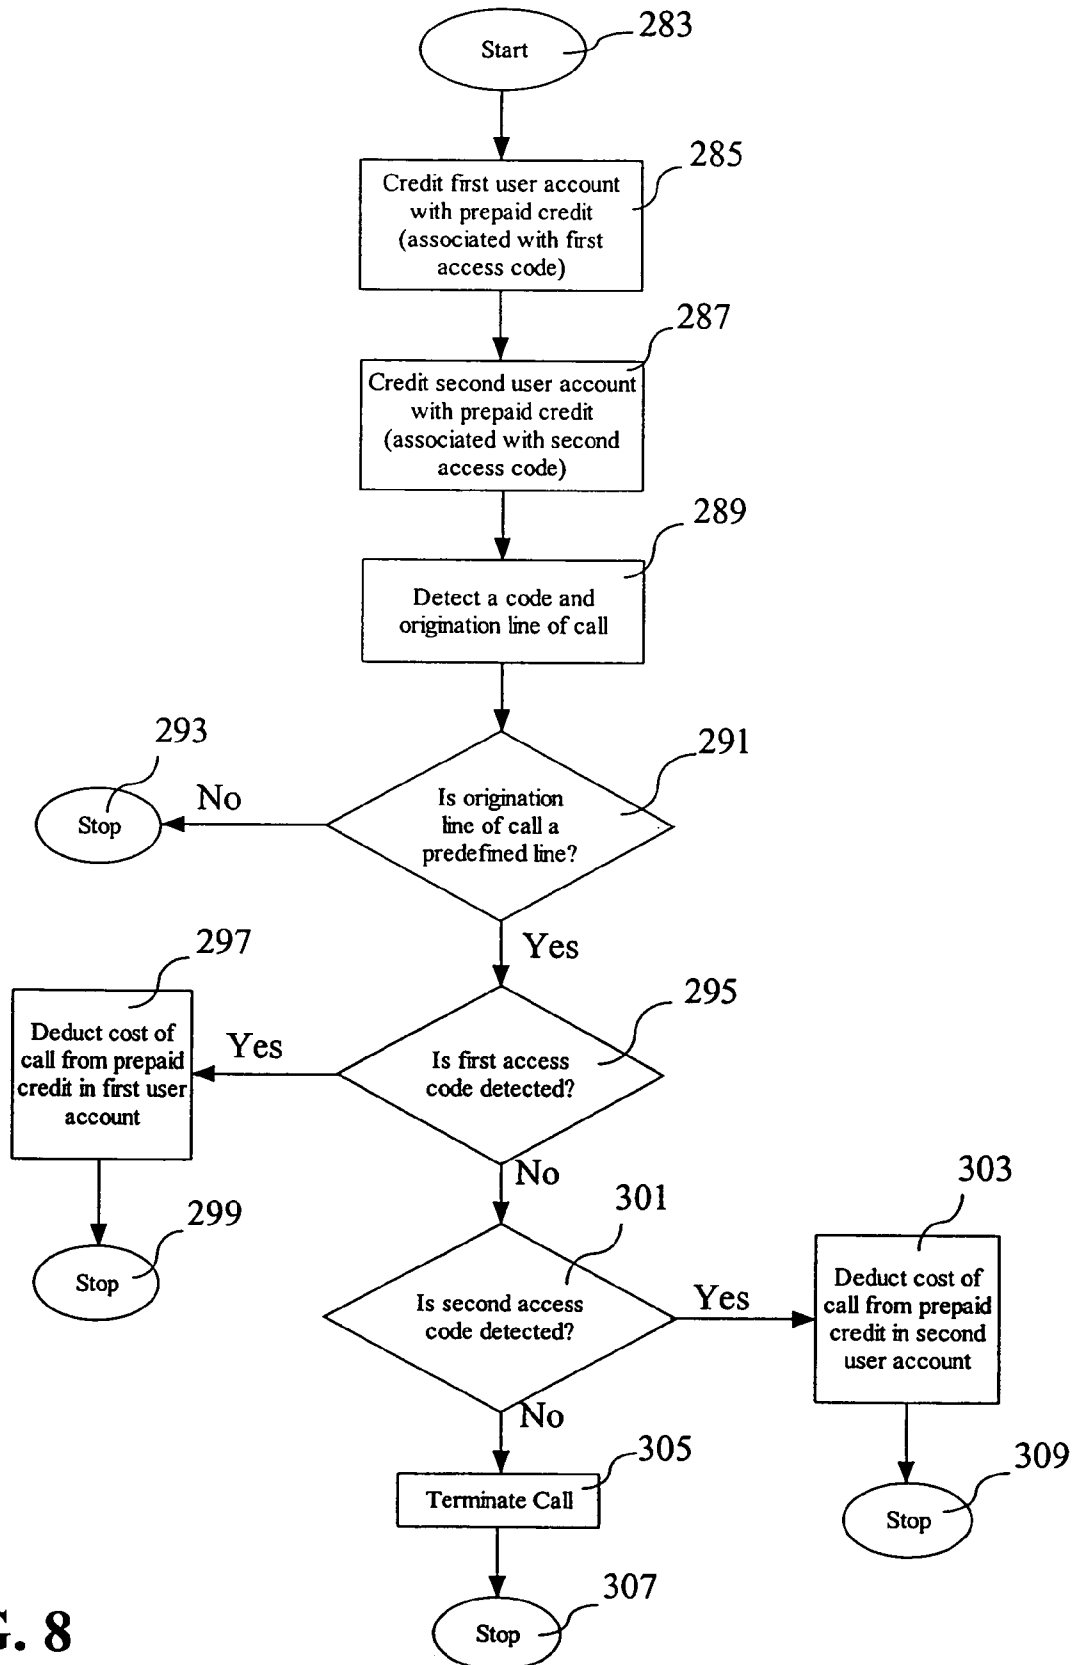 283
Start
285
Credit first user account
with prepaid credit
(associated with first
access code)
287
Credit second user account
with prepaid credit
(associated with second
access code)
289
Detect a code and
origination line of call
291
293
No
Is origination
line of call a
predefined line?
Stop
Yes
297
295
Deduct cost of
call from prepaid
credit in first user
account
Yes
Is first access
code detected?
No
299
Stop
301
303
Is second access
code detected?
Yes
Deduct cost of
call from prepaid
credit in second
user account
No
305
Terminate Call
309
Stop
307
Stop
G. 8